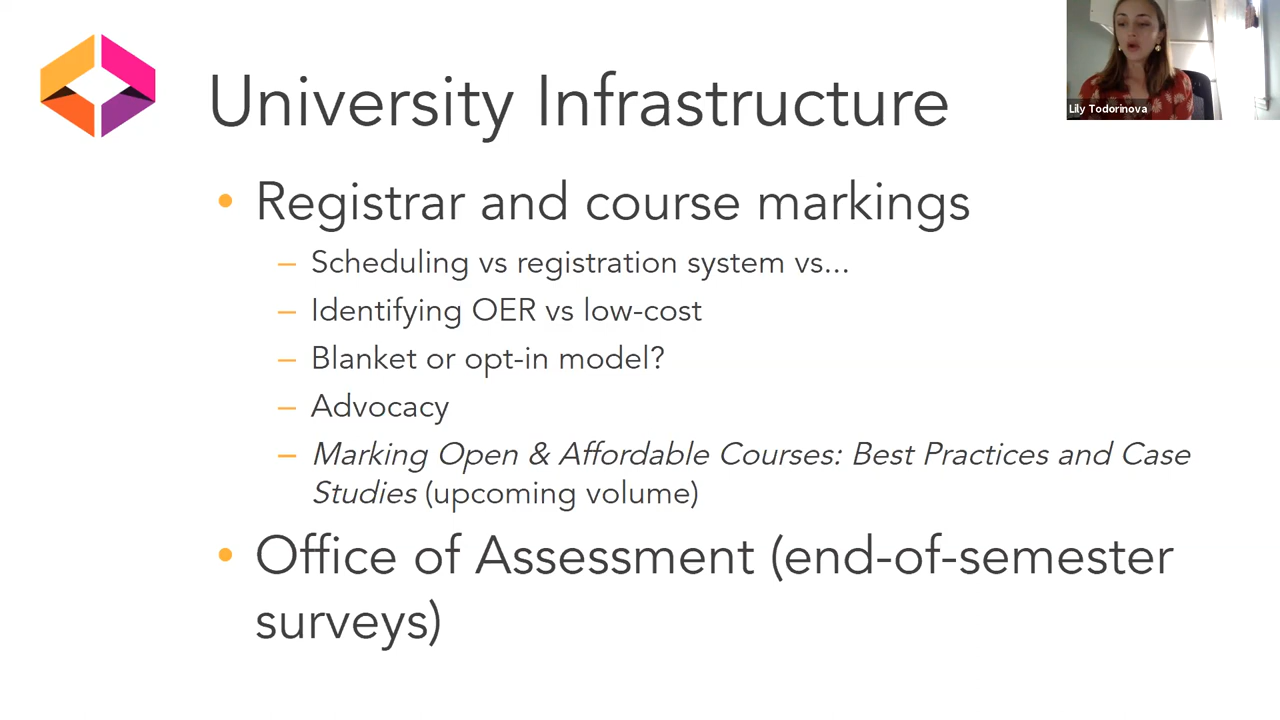 University Infrastructure
Lily Todorinova
• Registrar and course markings
– Scheduling vs registration system vs...
– Identifying OER vs low-cost
– Blanket or opt-in model?
– Advocacy
– Marking Open & Affordable Courses: Best Practices and Case
Studies (upcoming volume)
• Office of Assessment (end-of-semester
surveys)